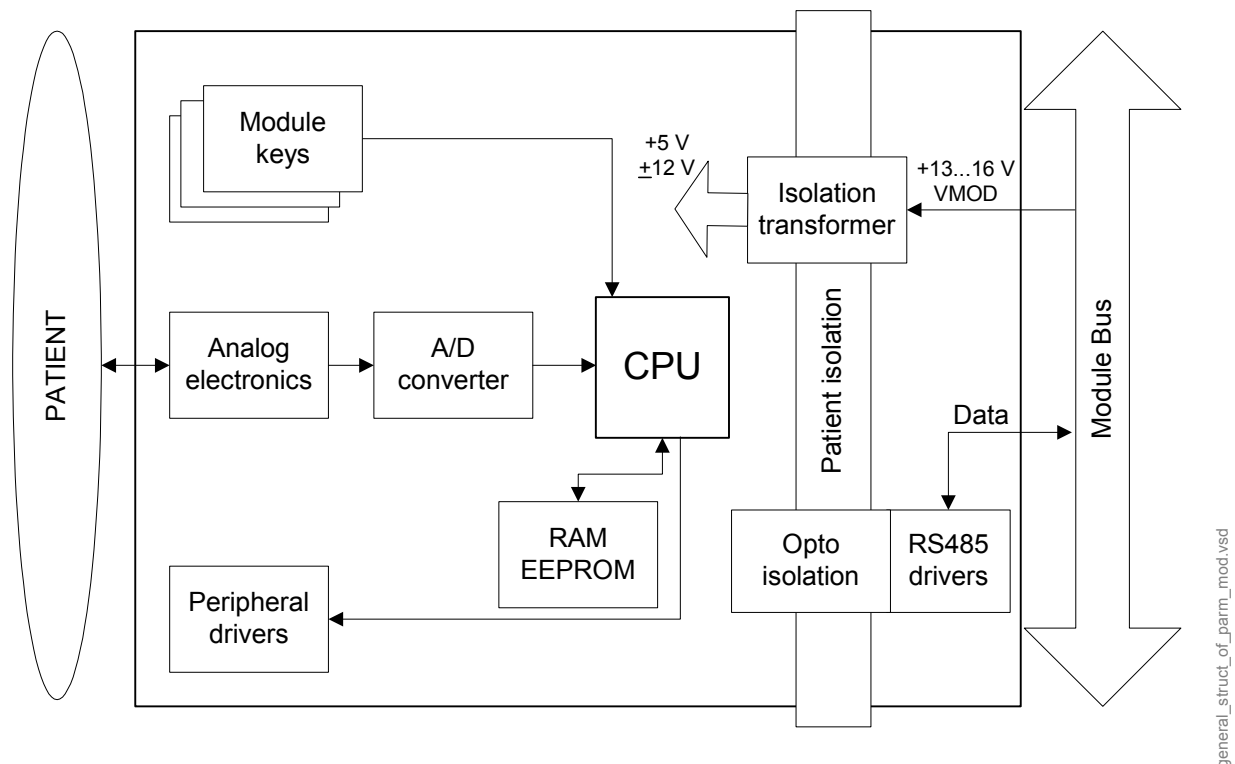 Module
keys
+5 V
±12 V
Isolation
transformer
+13...16 V
VMOD
PATIENT
Analog
electronics
A/D
converter
CPU
Patient isolation
Module Bus
Data
RAM
EEPROM
Opto
isolation
RS485
drivers
Peripheral
drivers
general_struct_of_parm_mod.vsd